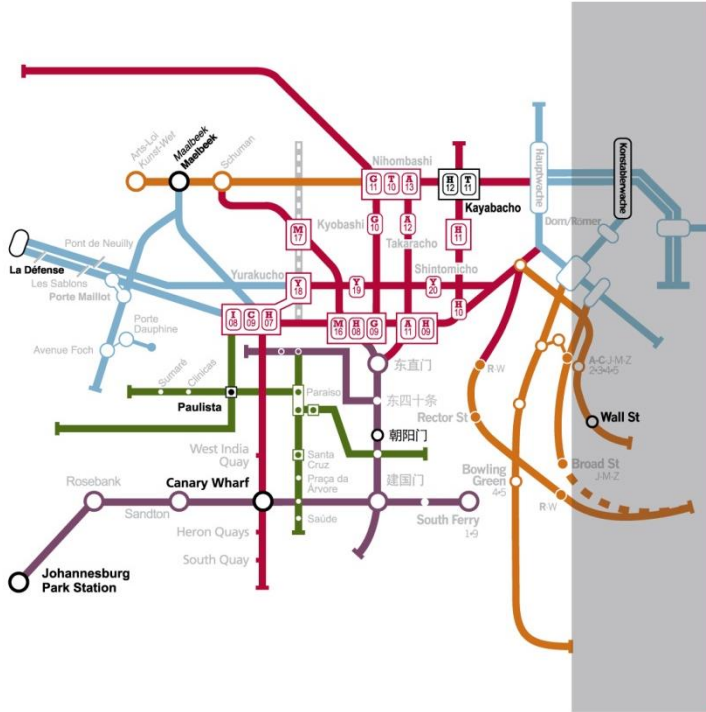 Arts-Loi
Kunst-Wet
Maalbeek
Maelbeek
Schuman
Nihombashi
G 11
T 10
A 13
H 12
T 11
Kayabacho
Hauptwache
Konstablerwache
Dom/Römer
M 17
Kyobashi
G 10
A 12
Takaracho
H 11
La Défense
Pont de Neuilly
Les Sablons
Porte Maillot
Yurakucho
Y 18
Y 19
Y 20
Shintomicho
H 10
Porte
Dauphine
Avenue Foch
I 08
C 09
H 07
M 16
H 08
G 09
A 11
H 09
东直门
Sumaré
Clinicas
Paulista
Paraiso
东四十条
朝阳门
R·W
A·C·J·M·Z
2·3·4·5
Rector St
Wall St
West India
Quay
Santa
Cruz
Praça da
Árvore
Saúde
建国门
Bowling
Green
4·5
Broad St
J·M·Z
R·W
Rosebank
Sandton
Canary Wharf
South Ferry
1·9
Heron Quays
South Quay
Johannesburg
Park Station